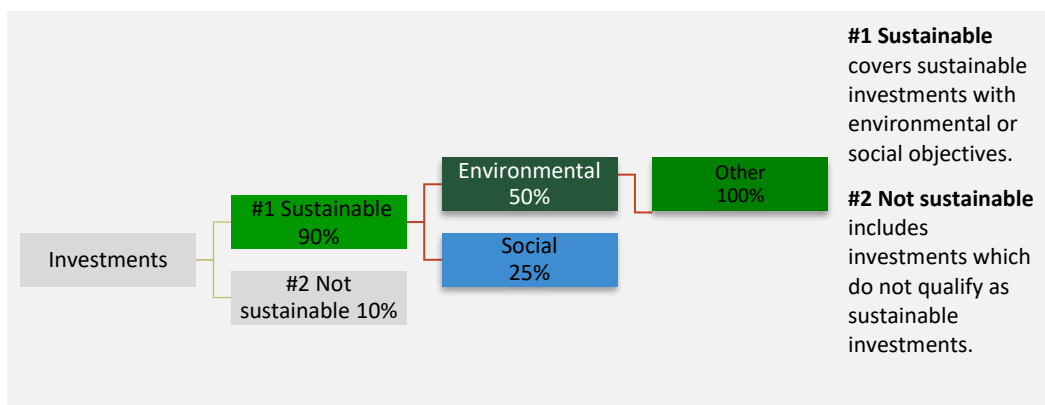 Investments
#1 Sustainable
90%
#2 Not
sustainable 10%
Environmental
50%
Social
25%
Other
100%
#1 Sustainable
covers sustainable
investments with
environmental or
social objectives.
#2 Not sustainable
includes
investments which
do not qualify as
sustainable
investments.